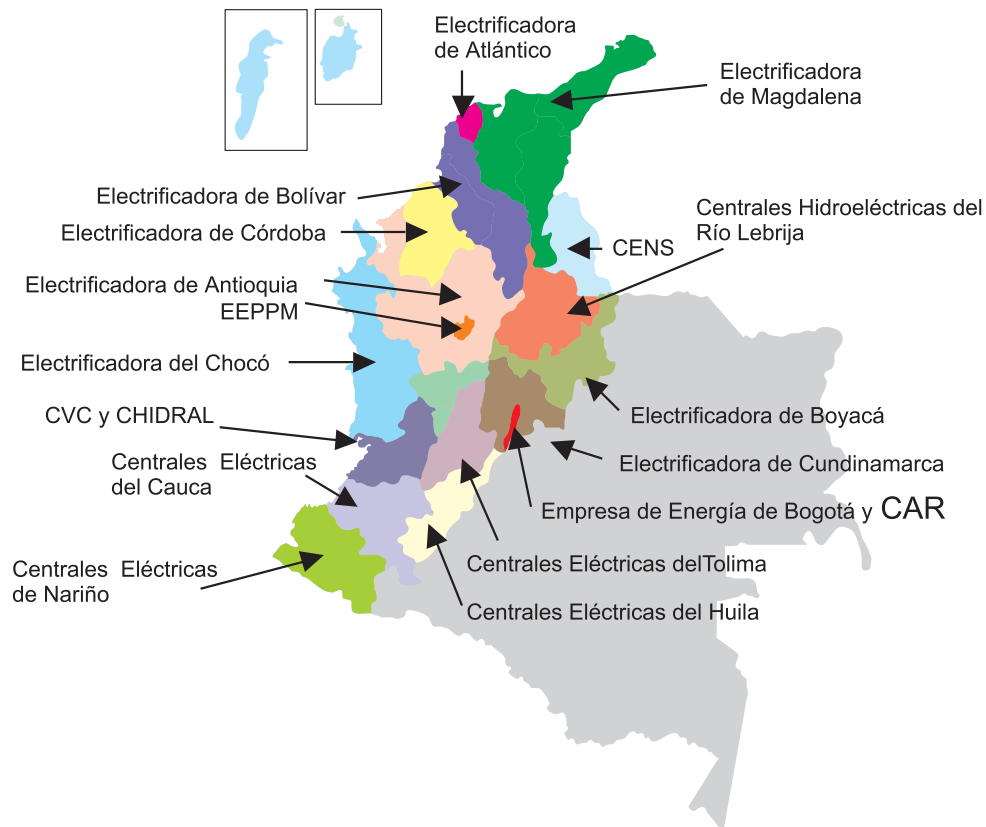 Electrificadora
de Atlántico
Electrificadora
de Magdalena
Electrificadora de Bolívar
Centrales Hidroeléctricas del
Río Lebrija
Electrificadora de Córdoba
CENS
Electrificadora de Antioquia
EEPPM
Electrificadora del Chocó
CVC y CHIDRAL
Electrificadora de Boyacá
Centrales Eléctricas
del Cauca
Electrificadora de Cundinamarca
Empresa de Energía de Bogotá y CAR
Centrales Eléctricas
de Nariño
Centrales Eléctricas delTolima
Centrales Eléctricas del Huila